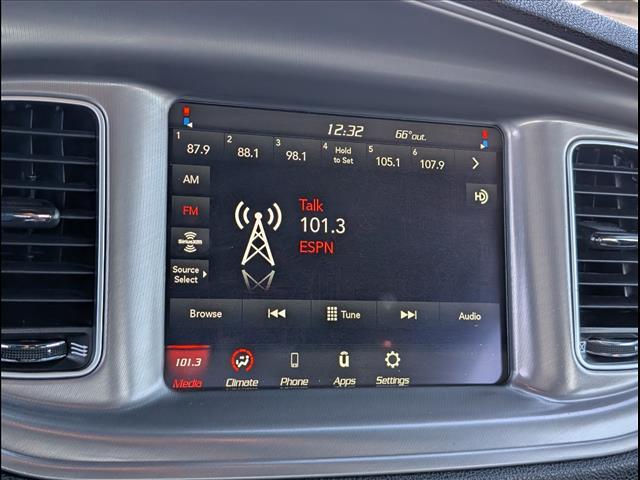 12:32 66°out.
1 87.9 2 88.1 3 98.1 4 Hold to Set 5 105.1 6 107.9 >
AM
FM
SiriusXM
Source Select
HD
Talk
101.3
ESPN
Browse Tune Audio
101.3
Media Climate Phone Apps Settings